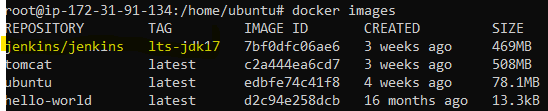 root@ip-172-31-91-134:/home/ubuntu# docker images
REPOSITORY TAG IMAGE ID CREATED SIZE
jenkins/jenkins lts-jdk17 7bf0dfc06ae6 3 weeks ago 469MB
tomcat latest c2a444ea6cd7 3 weeks ago 508MB
ubuntu latest edbfe74c41f8 4 weeks ago 78.1MB
hello-world latest d2c94e258dcb 16 months ago 13.3kB